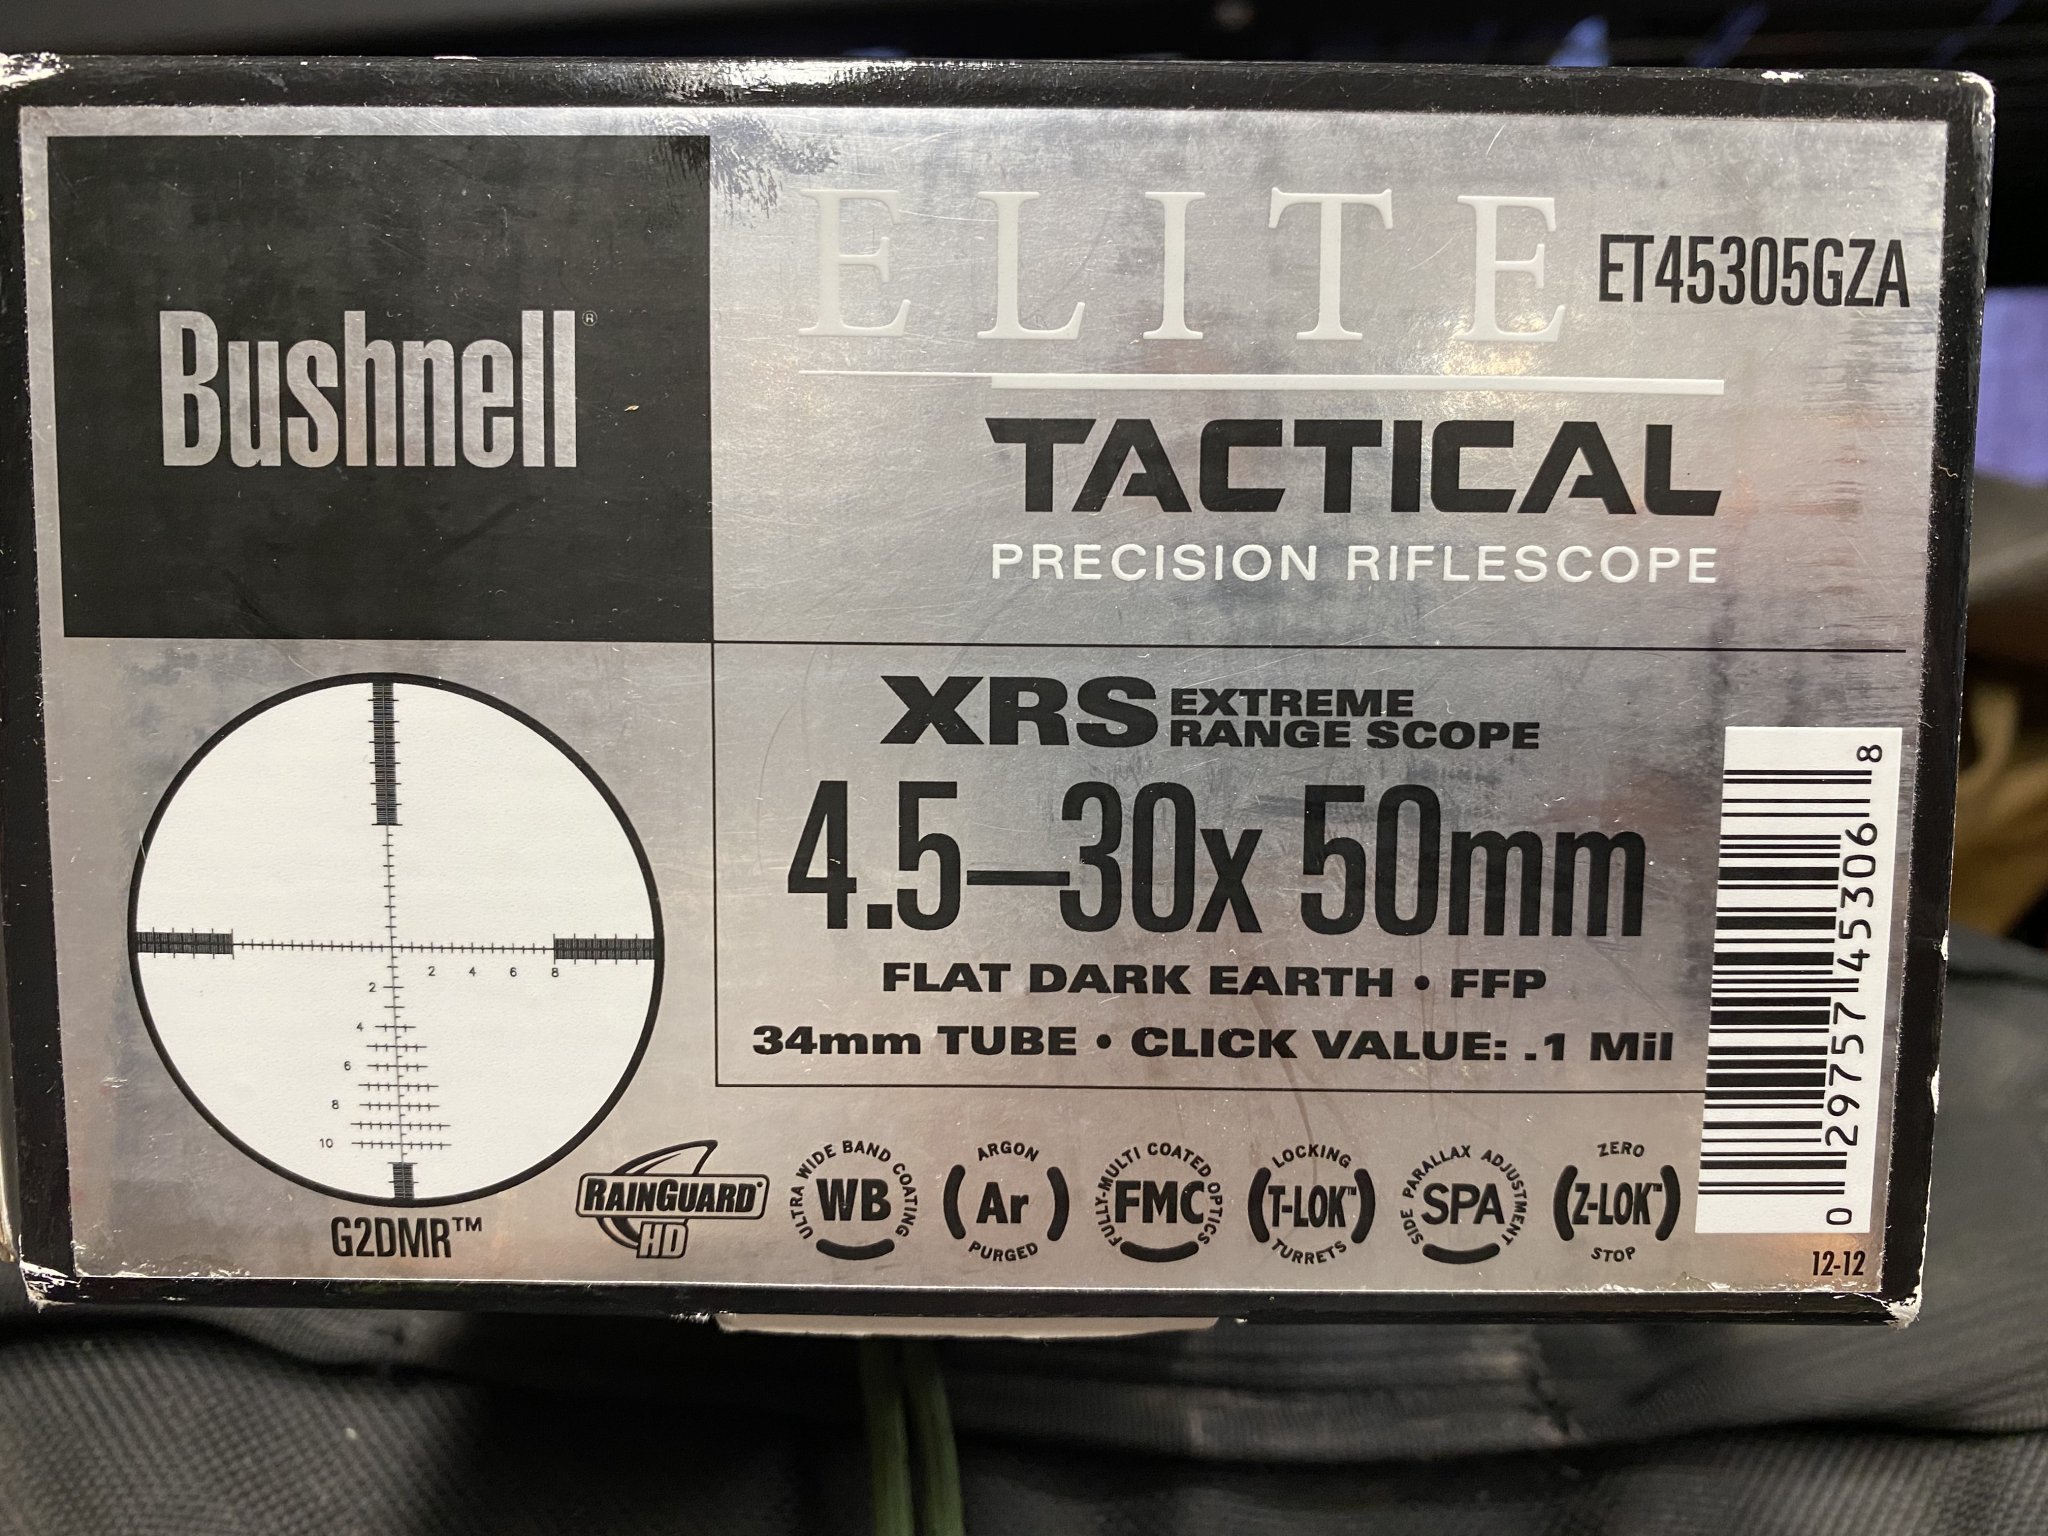 Bushnell®
ELITE
ET45305GZA
TACTICAL
PRECISION RIFLESCOPE
XRS EXTREME
RANGE SCOPE
4.5–30x 50mm
FLAT DARK EARTH • FFP
34mm TUBE • CLICK VALUE: .1 Mil
2 4 6 8
2
4
6
8
10
G2DMR™
RAINGUARD®
HD
ULTRA WIDE BAND COATING
WB
ARGON
Ar
PURGED
FULLY-MULTI COATED OPTICS
FMC
LOCKING
T-LOK™
TURRETS
SIDE PARALLAX ADJUSTMENT
SPA
ZERO
Z-LOK™
STOP
0 29757 45306 8
12-12